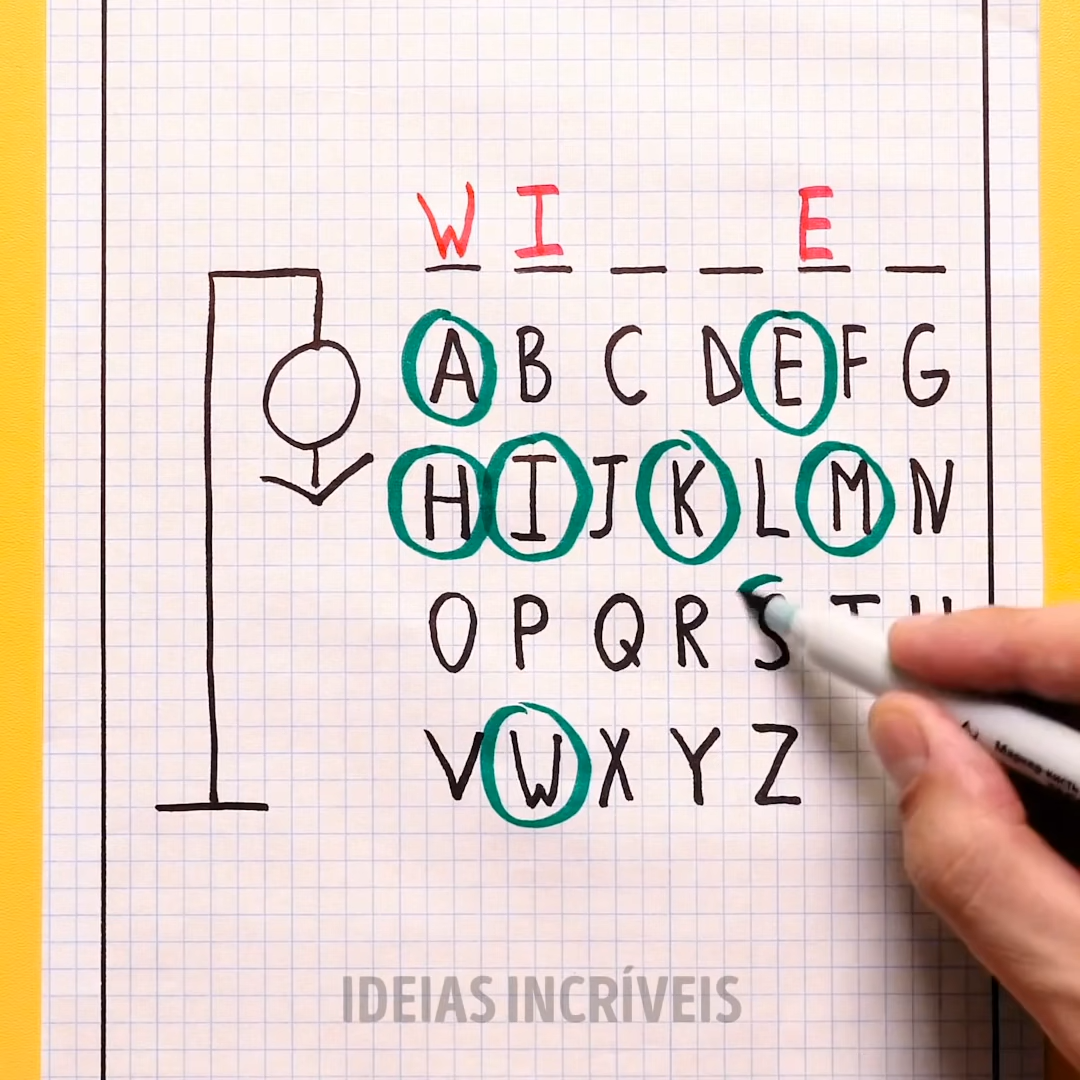 W I _ _ E _
A B C D E F G
H I J K L M N
O P Q R S T U
V W X Y Z
IDEIAS INCRÍVEIS